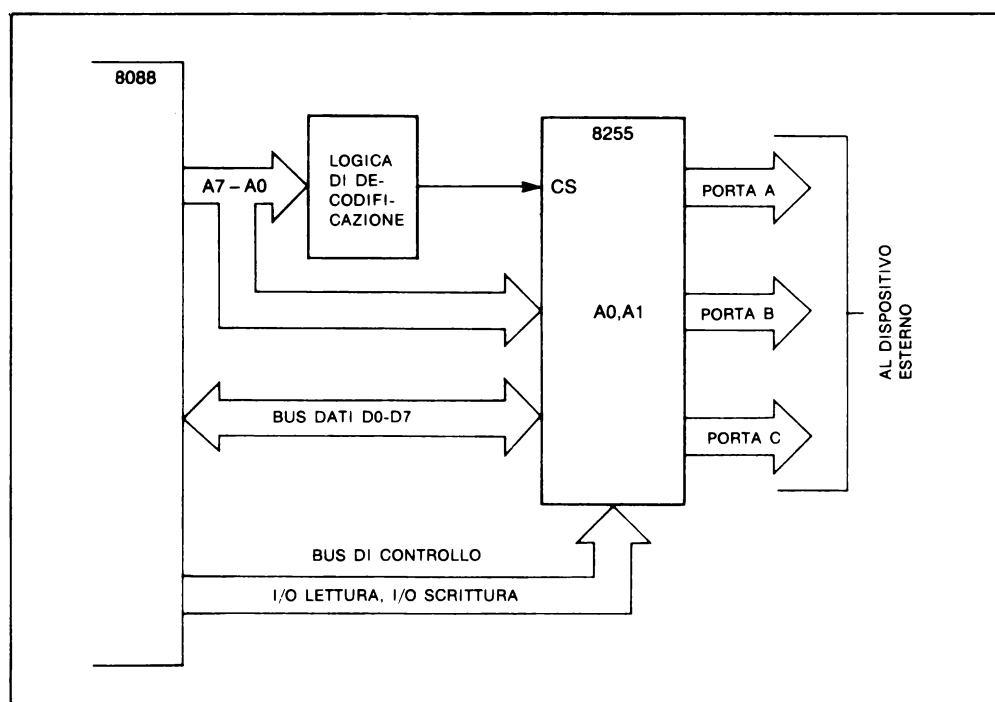 8088
A7 – A0
LOGICA
DI DE-
CODIFI-
CAZIONE
8255
CS
A0,A1
PORTA A
PORTA B
PORTA C
AL DISPOSITIVO
ESTERNO
BUS DATI D0-D7
BUS DI CONTROLLO
I/O LETTURA, I/O SCRITTURA